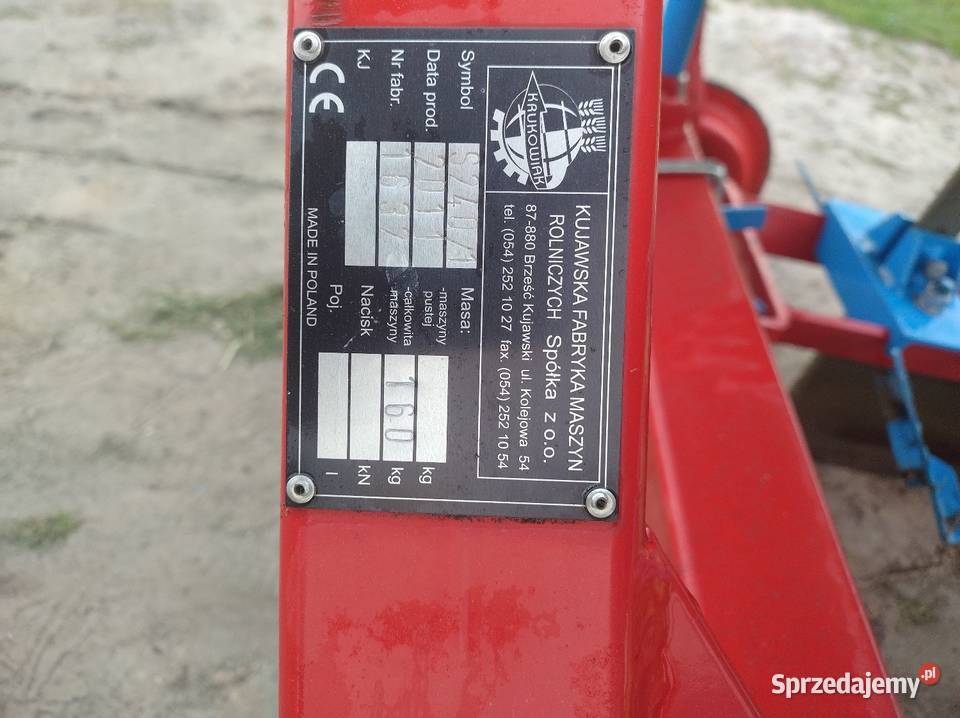 KRUKOWIAK
KUJAWSKA FABRYKA MASZYN
ROLNICZYCH Spółka z o.o.
87-880 Brześć Kujawski ul. Kolejowa 54
tel. (054) 252 10 27 fax. (054) 252 10 54
Symbol S240/1
Data prod. 2011
Nr fabr.
KJ
CE
MADE IN POLAND
Masa:
-maszyny pustej kg
-całkowita maszyny 160 kg
Nacisk kN
Poj. l
Sprzedajemy.pl